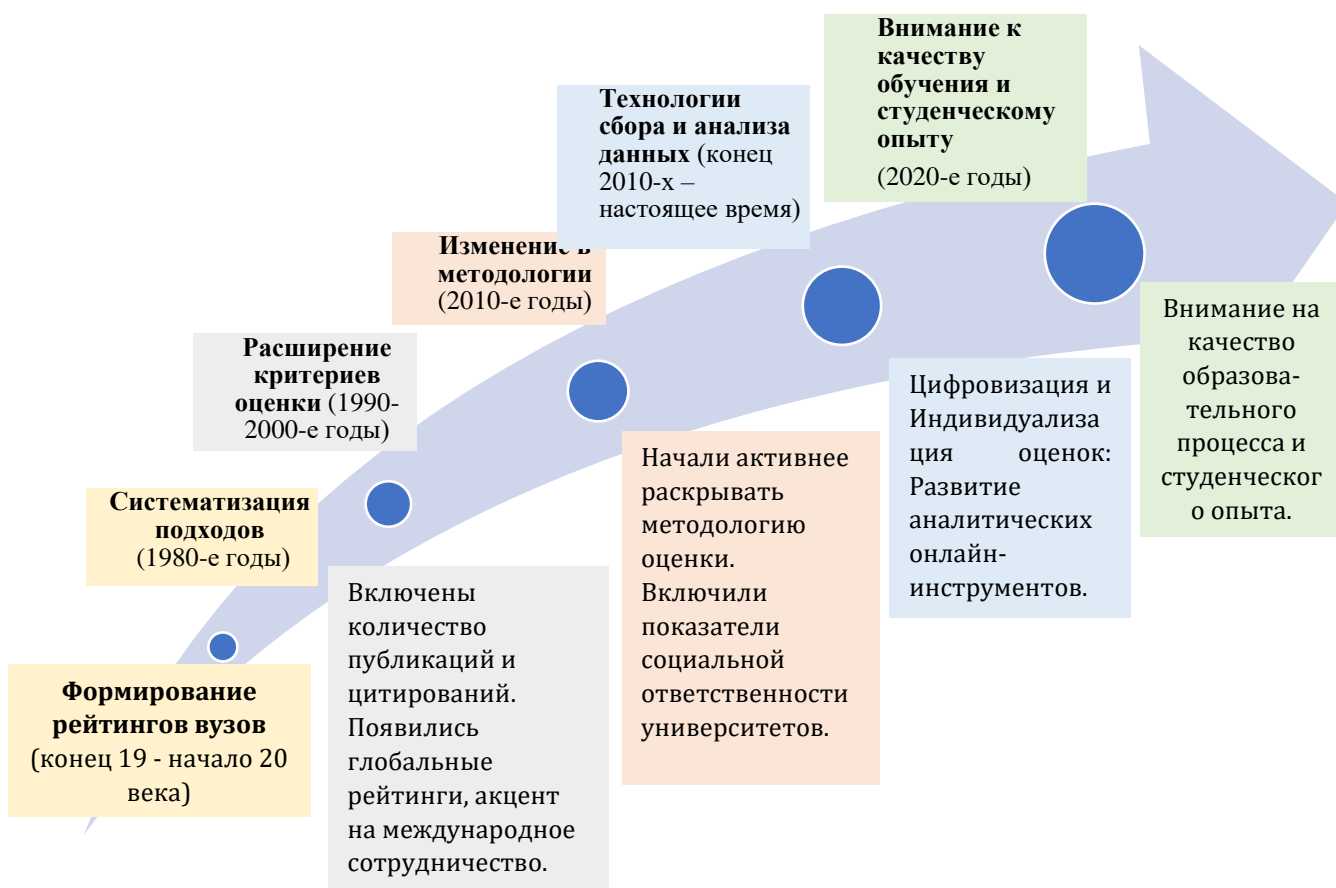 Формирование
рейтингов вузов
(конец 19 - начало 20
века)
Систематизация
подходов
(1980-е годы)
Расширение
критериев
оценки (1990-
2000-е годы)
Включены
количество
публикаций и
цитирований.
Появились
глобальные
рейтинги, акцент
на международное
сотрудничество.
Изменение в
методологии
(2010-е годы)
Начали активнее
раскрывать
методологию
оценки.
Включили
показатели
социальной
ответственности
университетов.
Технологии
сбора и анализа
данных (конец
2010-х –
настоящее время)
Цифровизация и
Индивидуализа
ция оценок:
Развитие
аналитических
онлайн-
инструментов.
Внимание к
качеству
обучения и
студенческому
опыту
(2020-е годы)
Внимание на
качество
образова-
тельного
процесса и
студенческог
о опыта.